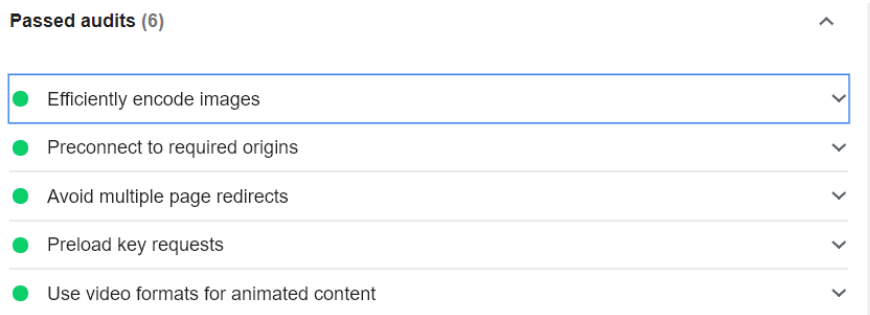 Passed audits (6)
Efficiently encode images
Preconnect to required origins
Avoid multiple page redirects
Preload key requests
Use video formats for animated content